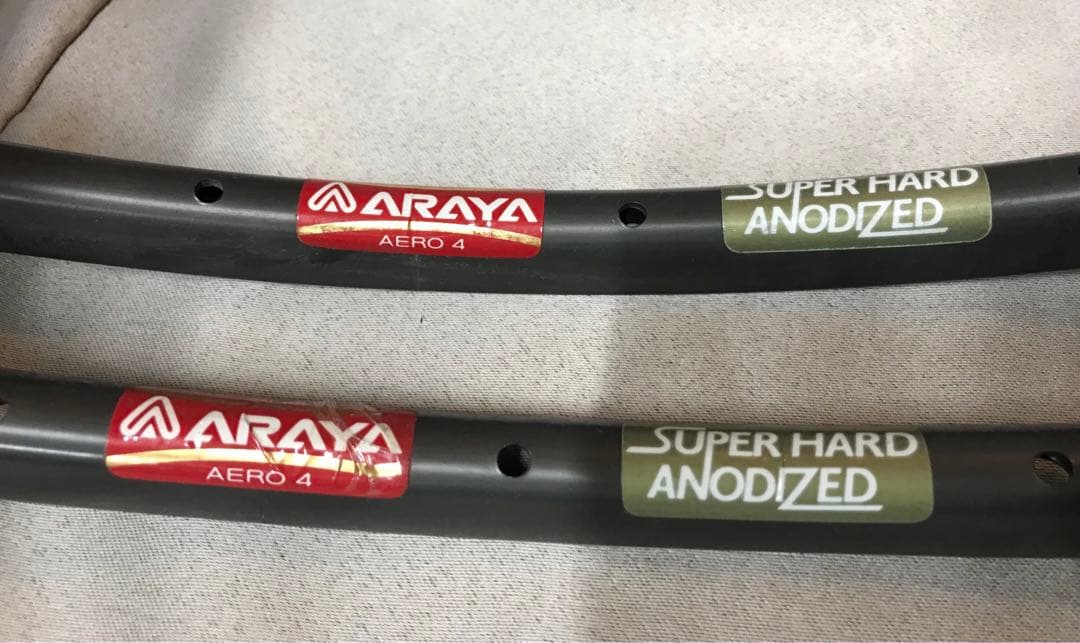 ARAYA
AERO 4
SUPER HARD
ANODIZED
ARAYA
AERO 4
SUPER HARD
ANODIZED